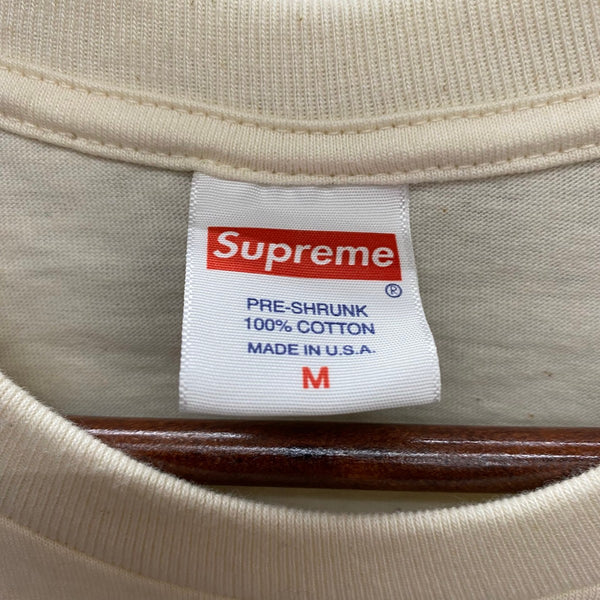 Supreme
®
PRE-SHRUNK
100% COTTON
MADE IN U.S.A.
M